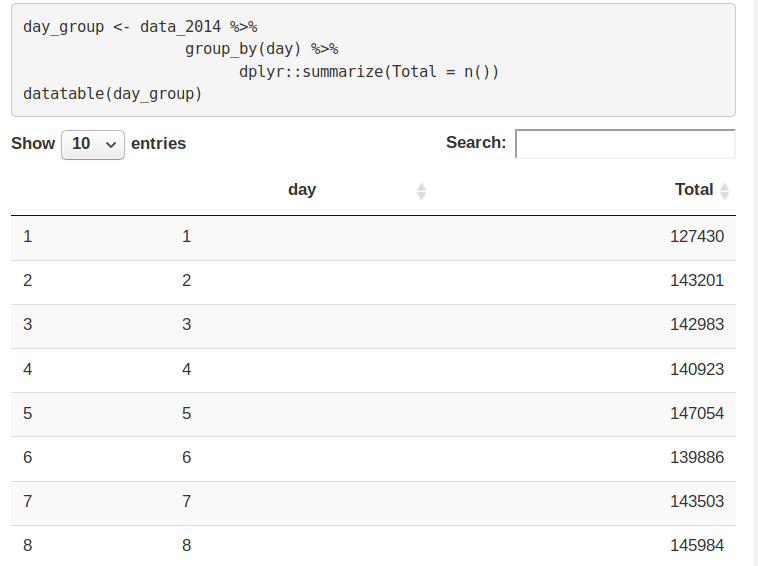 day_group <- data_2014 %>%
group_by(day) %>%
dplyr::summarize(Total = n())
datatable(day_group)
Show 10 entries Search:
day Total
1 1 127430
2 2 143201
3 3 142983
4 4 140923
5 5 147054
6 6 139886
7 7 143503
8 8 145984